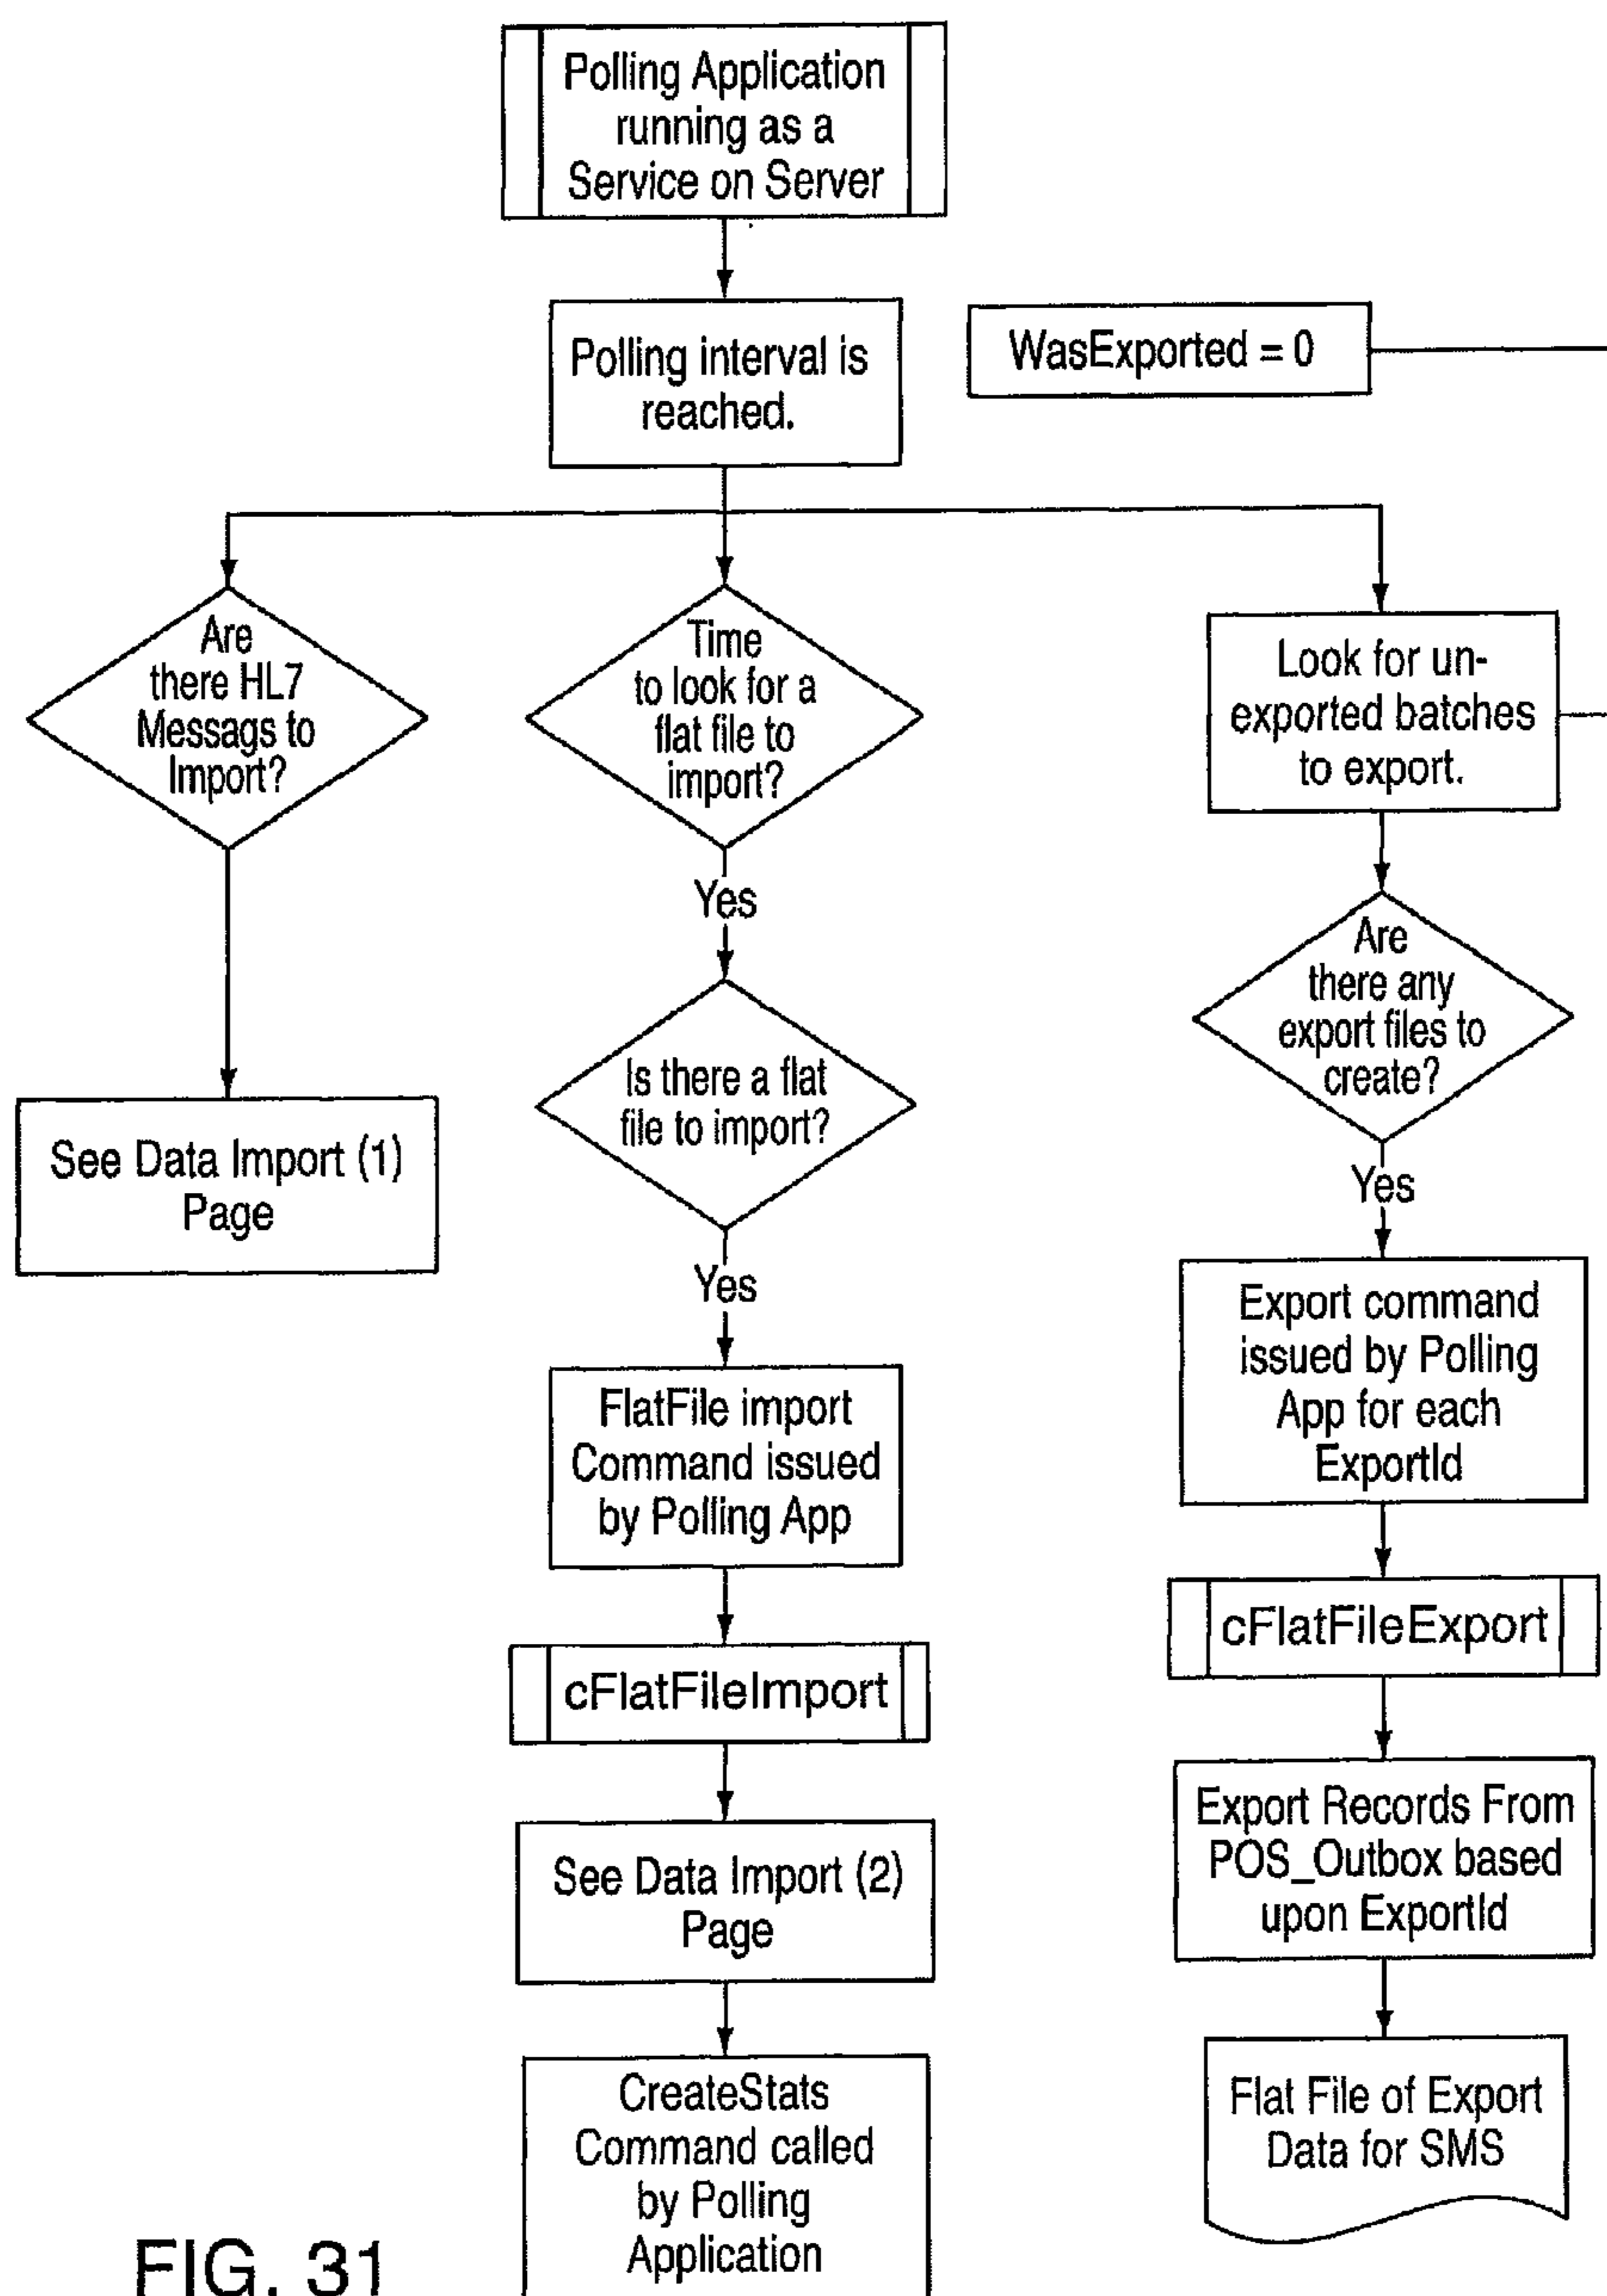 Polling Application
running as a
Service on Server
Polling interval is
reached.
WasExported = 0
Are
there HL7
Messags to
Import?
Time
to look for a
flat file to
import?
Look for un-
exported batches
to export.
Yes
Are
there any
export files to
create?
Is there a flat
file to import?
See Data Import (1)
Page
Yes
Yes
Export command
issued by Polling
App for each
ExportId
FlatFile import
Command issued
by Polling App
cFlatFileExport
cFlatFileImport
Export Records From
POS_Outbox based
upon ExportId
See Data Import (2)
Page
Flat File of Export
Data for SMS
CreateStats
Command called
by Polling
Application
FIG. 31